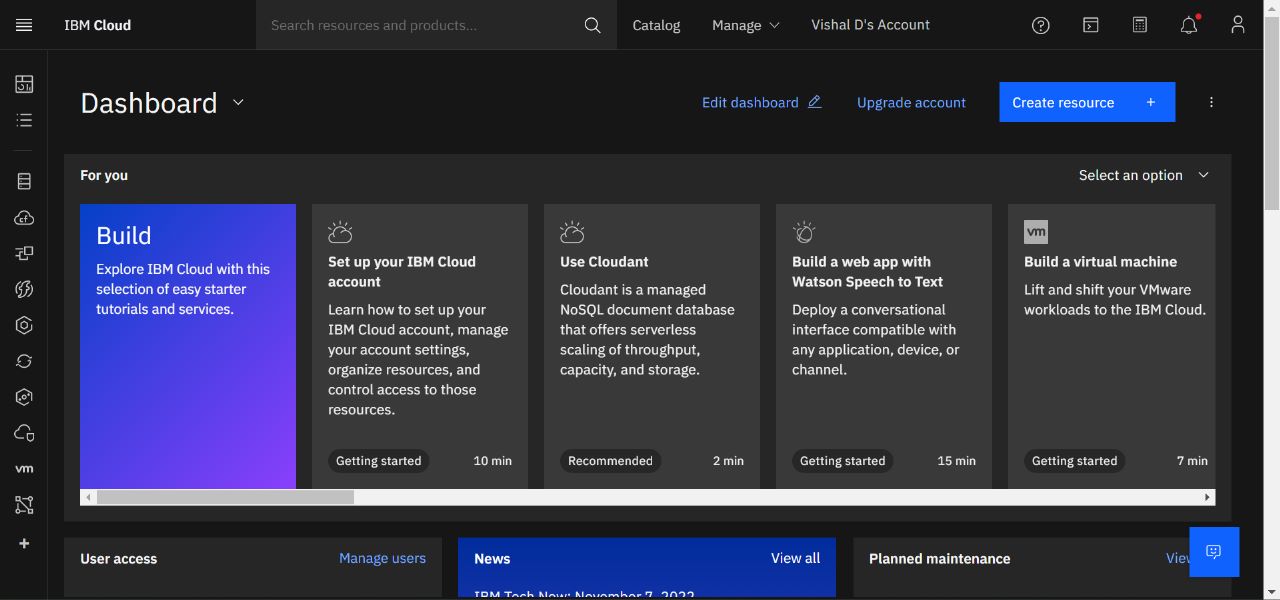 IBM Cloud
Search resources and products...
Catalog
Manage
Vishal D's Account
Dashboard
Edit dashboard
Upgrade account
Create resource +
For you
Select an option
Build
Explore IBM Cloud with this
selection of easy starter
tutorials and services.
Set up your IBM Cloud
account
Learn how to set up your
IBM Cloud account, manage
your account settings,
organize resources, and
control access to those
resources.
Getting started 10 min
Use Cloudant
Cloudant is a managed
NoSQL document database
that offers serverless
scaling of throughput,
capacity, and storage.
Recommended 2 min
Build a web app with
Watson Speech to Text
Deploy a conversational
interface compatible with
any application, device, or
channel.
Getting started 15 min
vm
Build a virtual machine
Lift and shift your VMware
workloads to the IBM Cloud.
Getting started 7 min
cf
vm
User access
Manage users
News
View all
IBM Tech Now: November 7, 2022
Planned maintenance